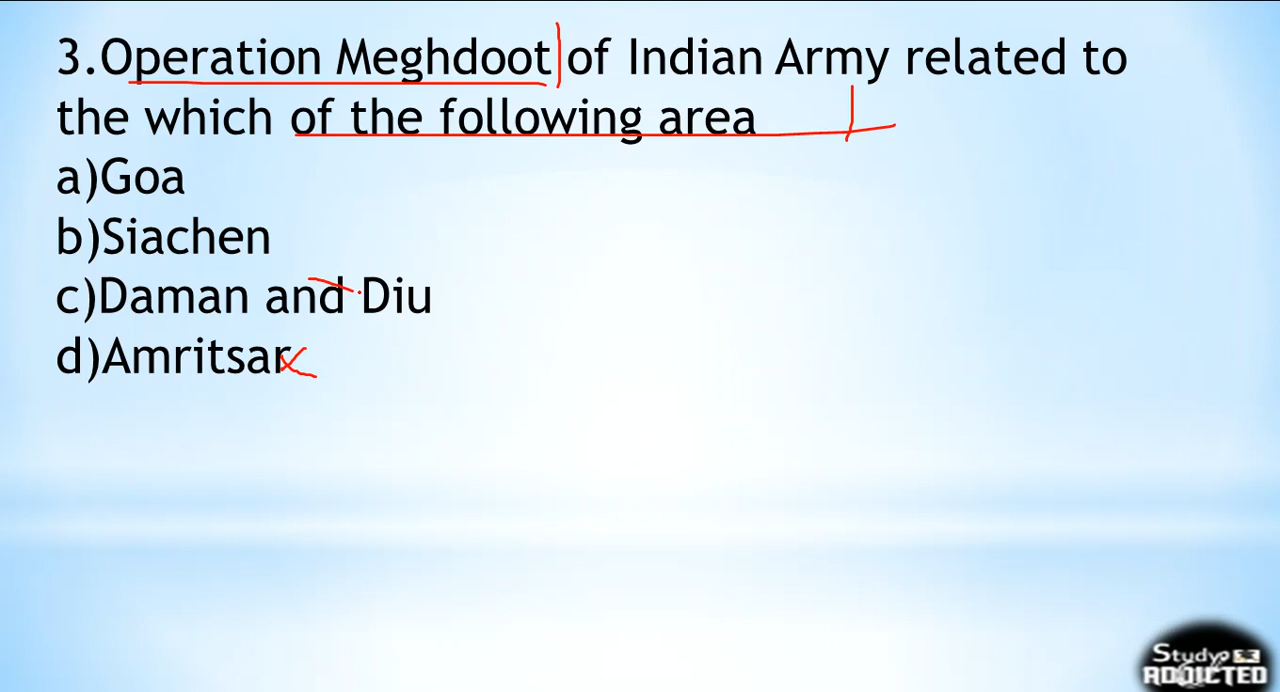 3.Operation Meghdoot of Indian Army related to
the which of the following area
a)Goa
b)Siachen
c)Daman and Diu
d)Amritsar
Study
ADDICTED